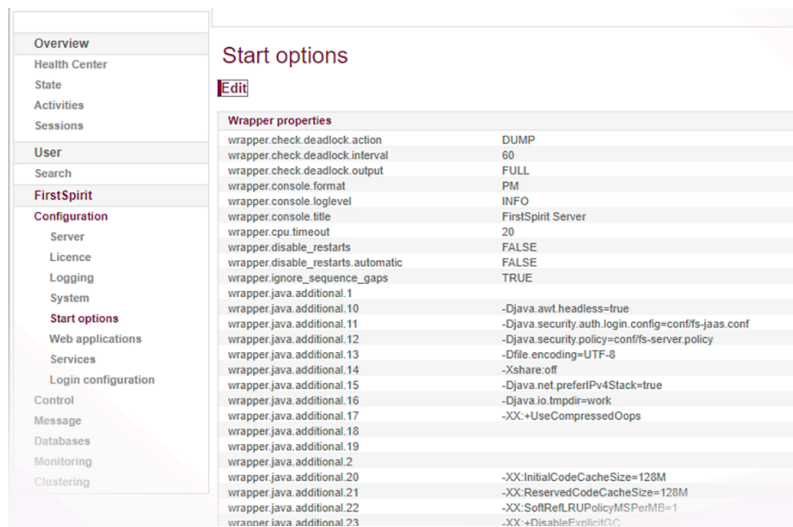 Overview
Health Center
State
Activities
Sessions
User
Search
FirstSpirit
Configuration
Server
Licence
Logging
System
Start options
Web applications
Services
Login configuration
Control
Message
Databases
Monitoring
Clustering
Start options
Edit
Wrapper properties
wrapper.check.deadlock.action DUMP
wrapper.check.deadlock.interval 60
wrapper.check.deadlock.output FULL
wrapper.console.format PM
wrapper.console.loglevel INFO
wrapper.console.title FirstSpirit Server
wrapper.cpu.timeout 20
wrapper.disable_restarts FALSE
wrapper.disable_restarts.automatic FALSE
wrapper.ignore_sequence_gaps TRUE
wrapper.java.additional.1
wrapper.java.additional.10 -Djava.awt.headless=true
wrapper.java.additional.11 -Djava.security.auth.login.config=conf/fs-jaas.conf
wrapper.java.additional.12 -Djava.security.policy=conf/fs-server.policy
wrapper.java.additional.13 -Dfile.encoding=UTF-8
wrapper.java.additional.14 -Xshare:off
wrapper.java.additional.15 -Djava.net.preferIPv4Stack=true
wrapper.java.additional.16 -Djava.io.tmpdir=work
wrapper.java.additional.17 -XX:+UseCompressedOops
wrapper.java.additional.18
wrapper.java.additional.19
wrapper.java.additional.2
wrapper.java.additional.20 -XX:InitialCodeCacheSize=128M
wrapper.java.additional.21 -XX:ReservedCodeCacheSize=128M
wrapper.java.additional.22 -XX:SoftRefLRUPolicyMSPerMB=1
wrapper.java.additional.23 -XX:+DisableExplicitGC